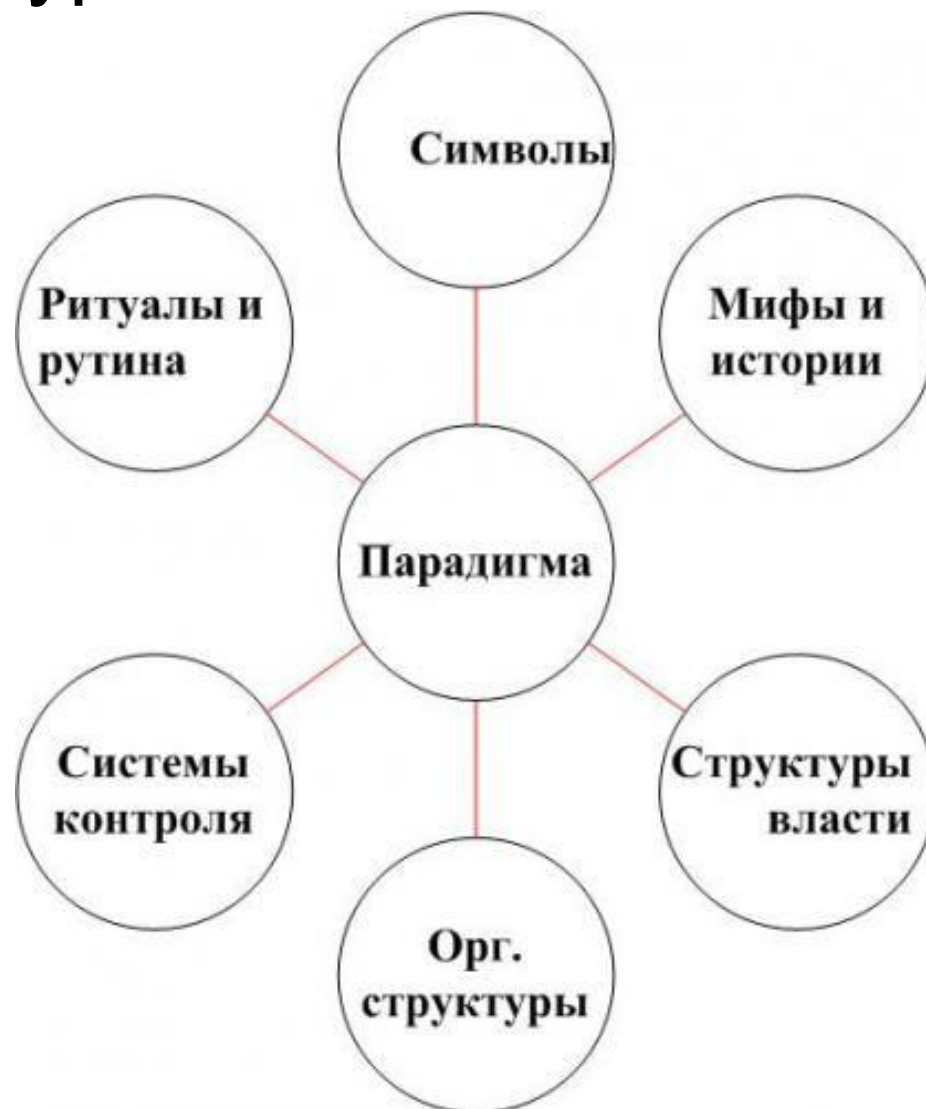 Символы
Ритуалы и
рутина
Мифы и
истории
Парадигма
Системы
контроля
Структуры
власти
Орг.
структуры